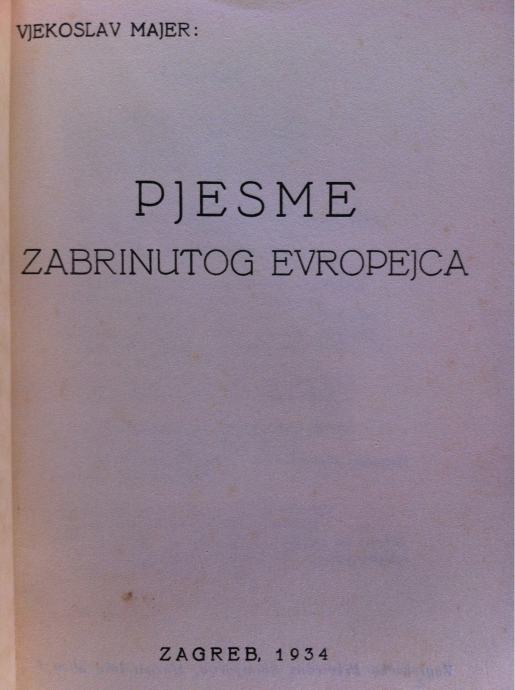 VJEKOSLAV MAJER:
PJESME
ZABRINUTOG EVROPEJCA
ZAGREB, 1934